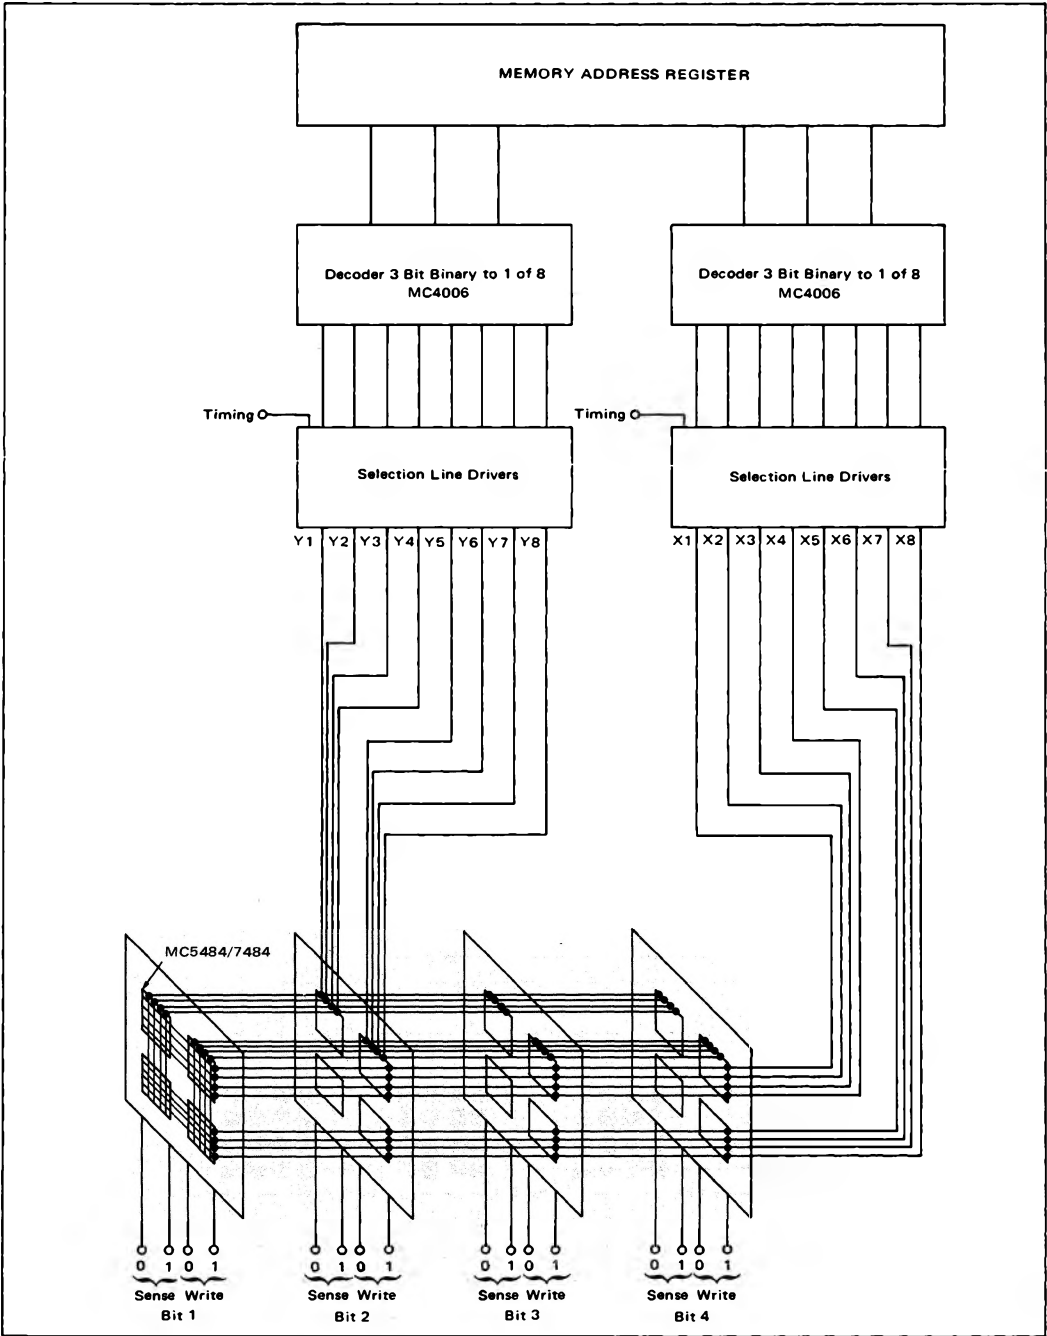 MEMORY ADDRESS REGISTER
Decoder 3 Bit Binary to 1 of 8
MC4006
Decoder 3 Bit Binary to 1 of 8
MC4006
Timing
Timing
Selection Line Drivers
Selection Line Drivers
Y1 Y2 Y3 Y4 Y5 Y6 Y7 Y8
X1 X2 X3 X4 X5 X6 X7 X8
MC5484/7484
0 1 0 1
0 1 0 1
0 1 0 1
0 1 0 1
Sense Write
Sense Write
Sense Write
Sense Write
Bit 1
Bit 2
Bit 3
Bit 4